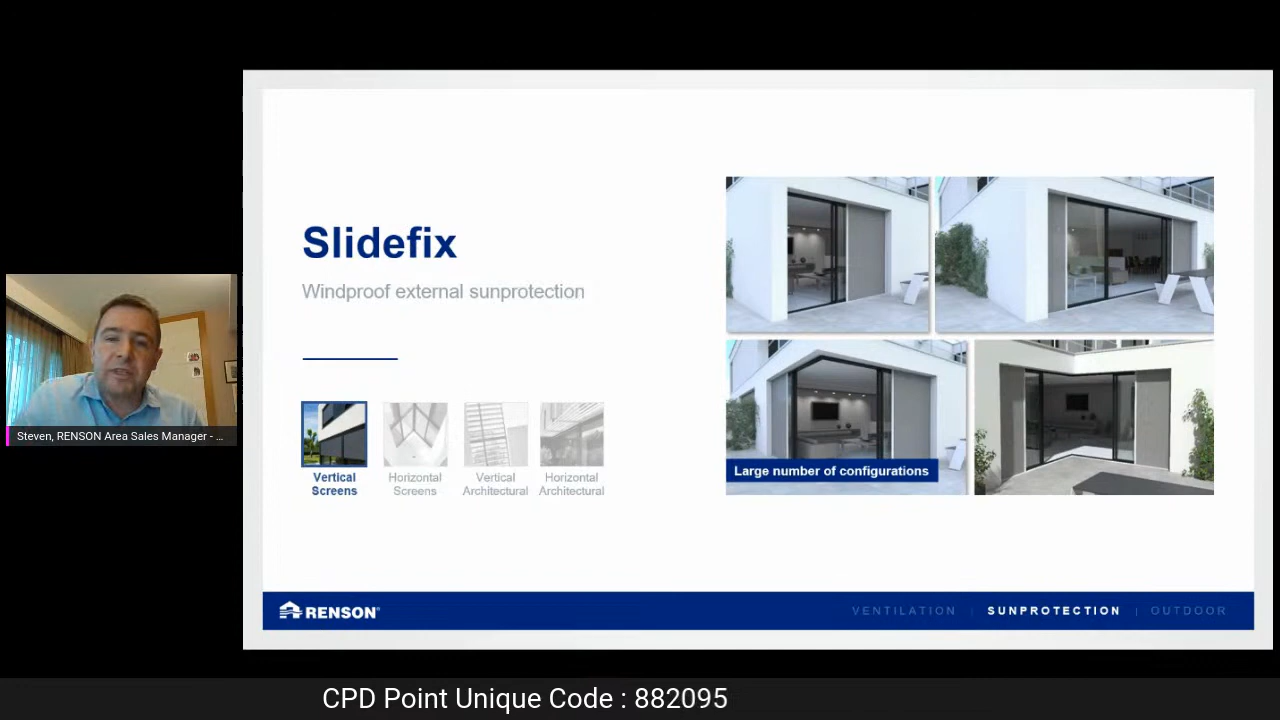 Slidefix
Windproof external sunprotection
Vertical Screens
Horizontal Screens
Vertical Architectural
Horizontal Architectural
Large number of configurations
RENSON®
VENTILATION | SUNPROTECTION | OUTDOOR
Steven, RENSON Area Sales Manager - …
CPD Point Unique Code : 882095